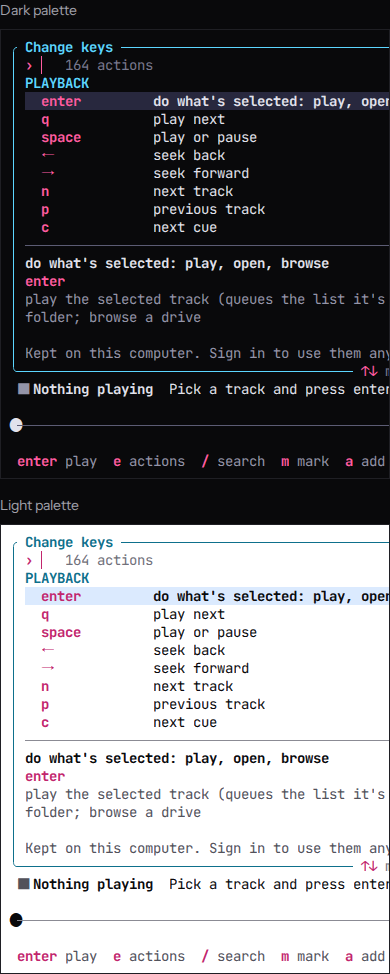 Dark palette
Change keys
› 164 actions
PLAYBACK
enter do what's selected: play, open
q play next
space play or pause
← seek back
→ seek forward
n next track
p previous track
c next cue
do what's selected: play, open, browse
enter
play the selected track (queues the list it's
folder; browse a drive
Kept on this computer. Sign in to use them any
↑↓
Nothing playing Pick a track and press enter
enter play e actions / search m mark a add
Light palette
Change keys
› 164 actions
PLAYBACK
enter do what's selected: play, open
q play next
space play or pause
← seek back
→ seek forward
n next track
p previous track
c next cue
do what's selected: play, open, browse
enter
play the selected track (queues the list it's
folder; browse a drive
Kept on this computer. Sign in to use them any
↑↓
Nothing playing Pick a track and press enter
enter play e actions / search m mark a add